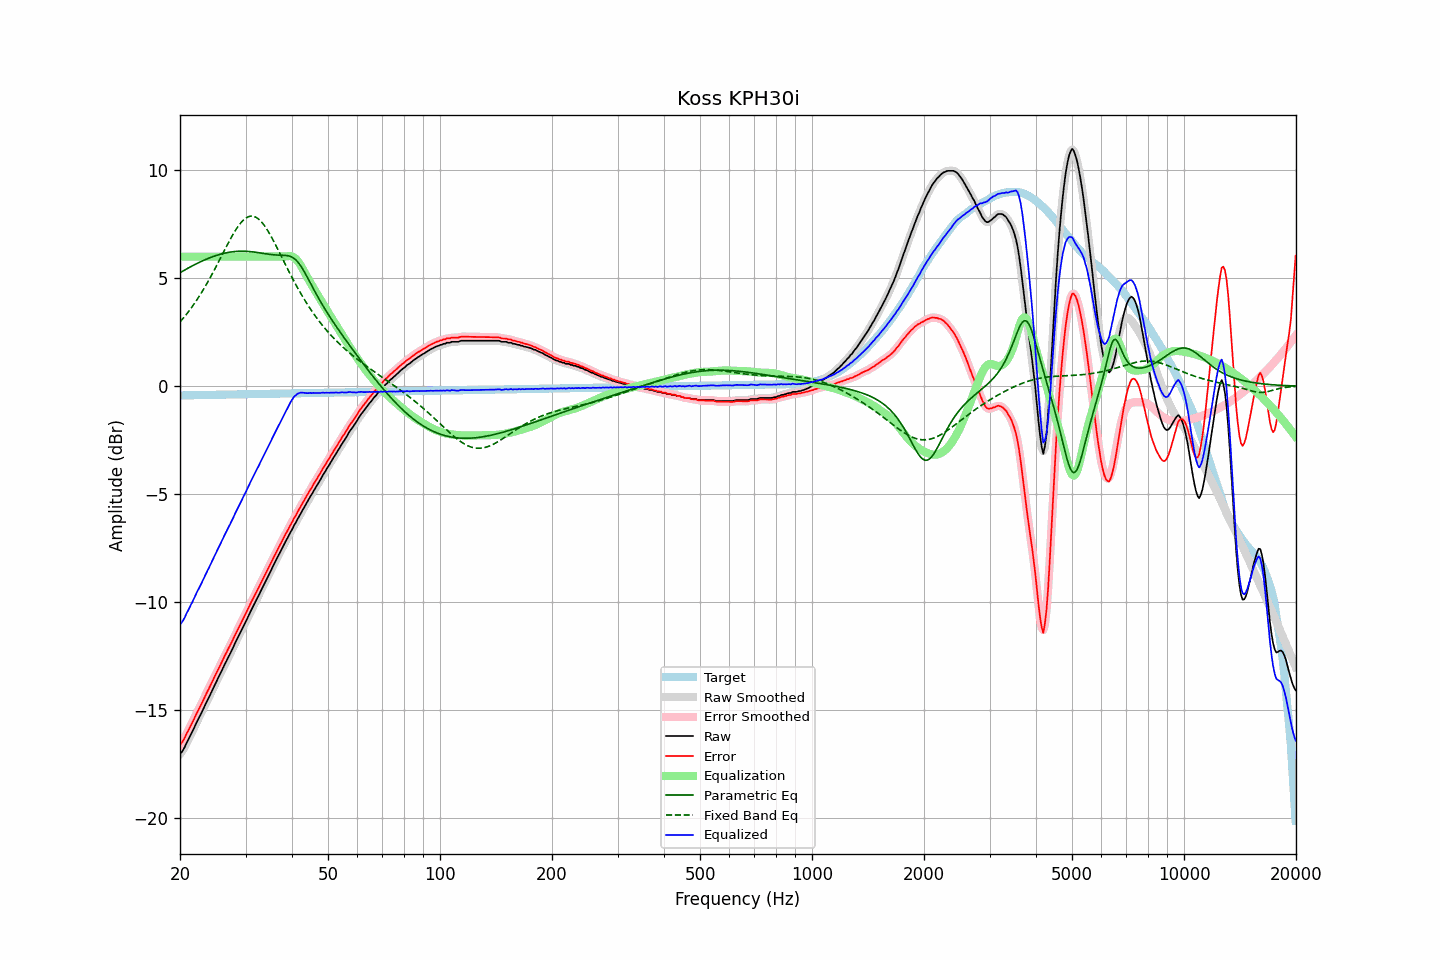 Koss KPH30i
10
5
0
−5
−10
−15
−20
Amplitude (dBr)
20
50
100
200
500
1000
2000
5000
10000
20000
Frequency (Hz)
Target
Raw Smoothed
Error Smoothed
Raw
Error
Equalization
Parametric Eq
Fixed Band Eq
Equalized